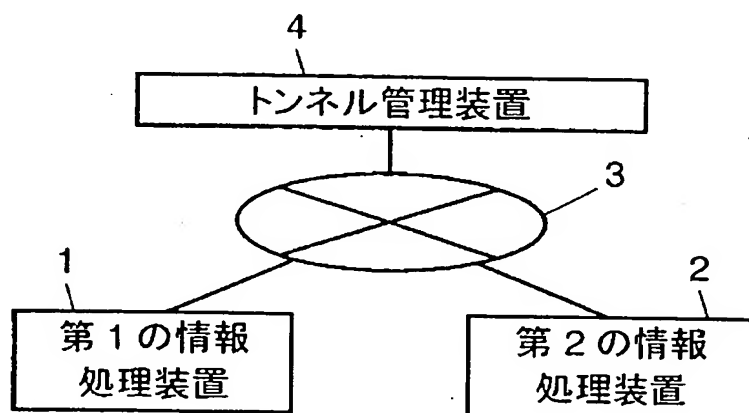 4
トンネル管理装置
3
1
2
第1の情報
処理装置
第2の情報
処理装置